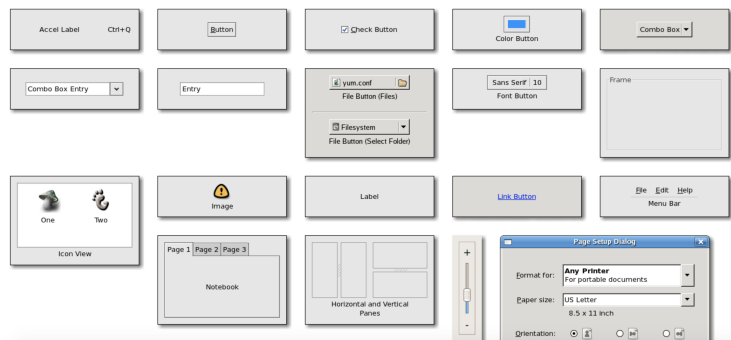 Accel Label Ctrl+Q
Button
Check Button
Color Button
Combo Box
Combo Box Entry
Entry
yum.conf
File Button (Files)
Filesystem
File Button (Select Folder)
Sans Serif 10
Font Button
Frame
One Two
Icon View
Image
Label
Link Button
File Edit Help
Menu Bar
Page 1 Page 2 Page 3
Notebook
Horizontal and Vertical
Panes
+
-
Page Setup Dialog
Format for:
Any Printer
For portable documents
Paper size: US Letter
8.5 x 11 inch
Orientation: